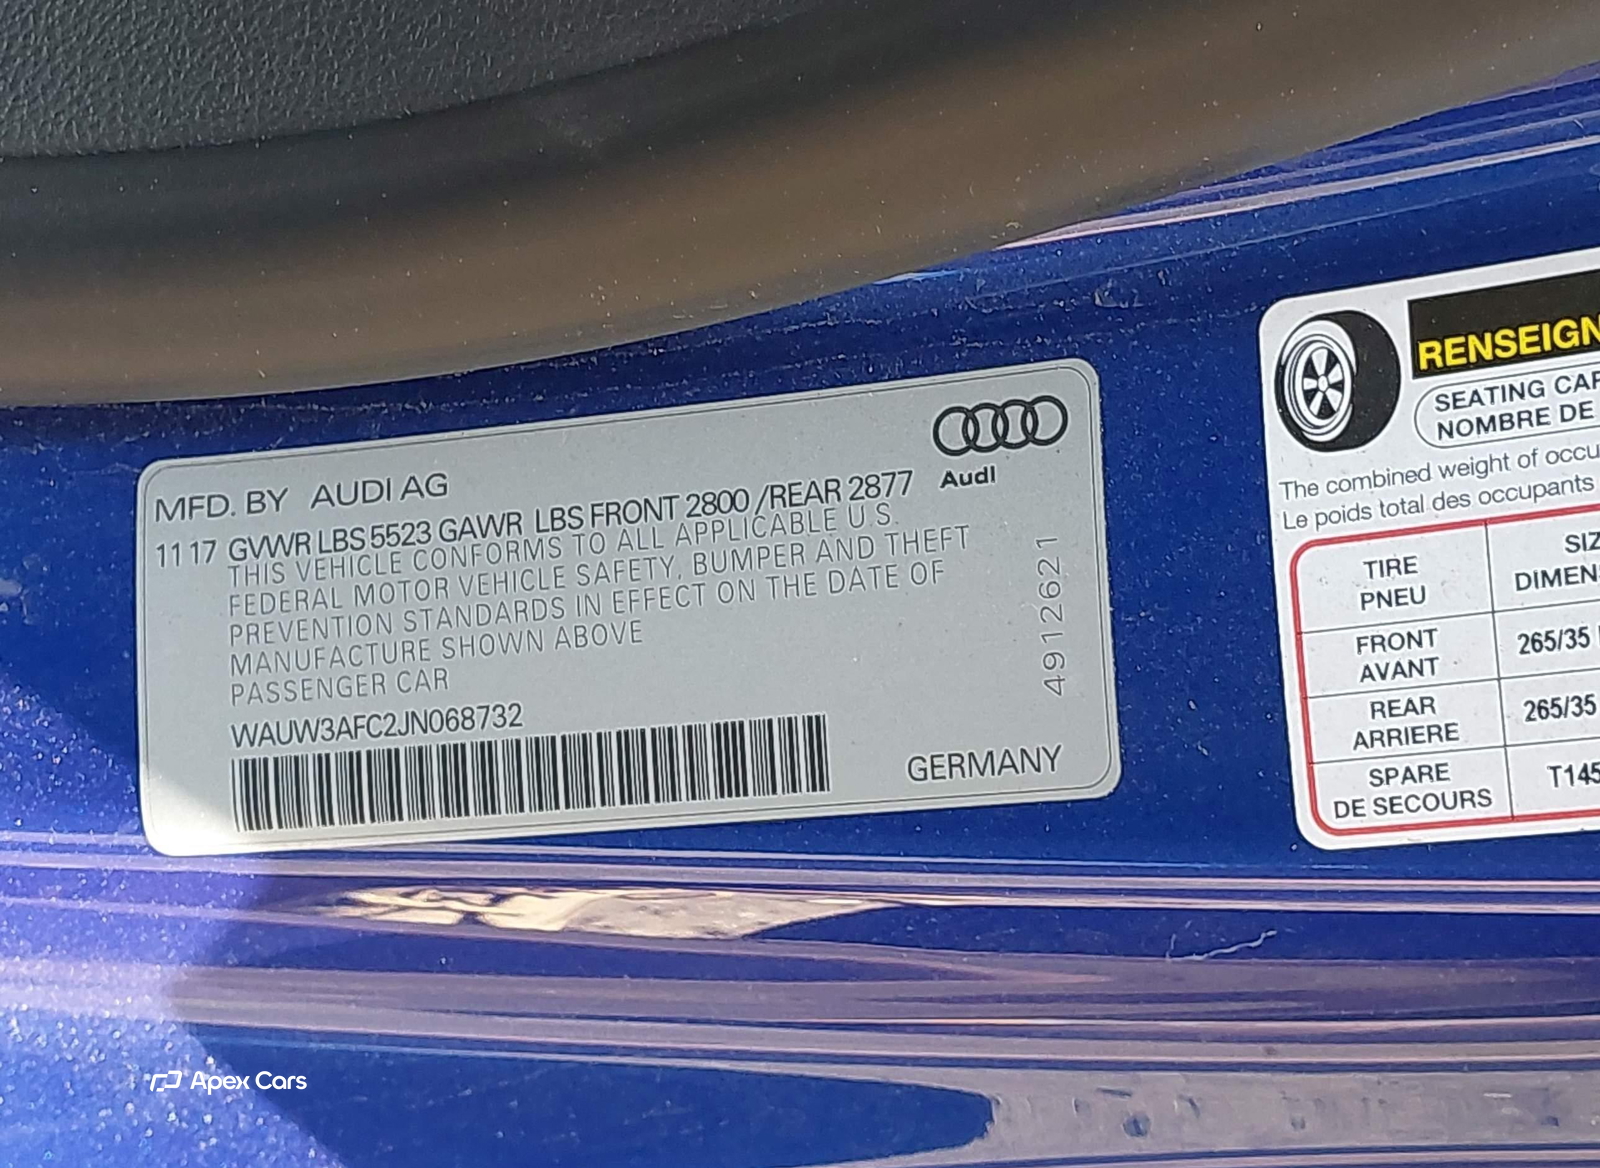 MFD. BY AUDI AG
Audi
11 17 GVWR LBS 5523 GAWR LBS FRONT 2800 /REAR 2877
THIS VEHICLE CONFORMS TO ALL APPLICABLE U.S.
FEDERAL MOTOR VEHICLE SAFETY, BUMPER AND THEFT
PREVENTION STANDARDS IN EFFECT ON THE DATE OF
MANUFACTURE SHOWN ABOVE
PASSENGER CAR
WAUW3AFC2JN068732
GERMANY
4912621
RENSEIGN
SEATING CAP
NOMBRE DE
The combined weight of occu
Le poids total des occupants
TIRE
PNEU
SIZ
DIMENS
FRONT
AVANT
265/35
REAR
ARRIERE
265/35
SPARE
DE SECOURS
T145
Apex Cars